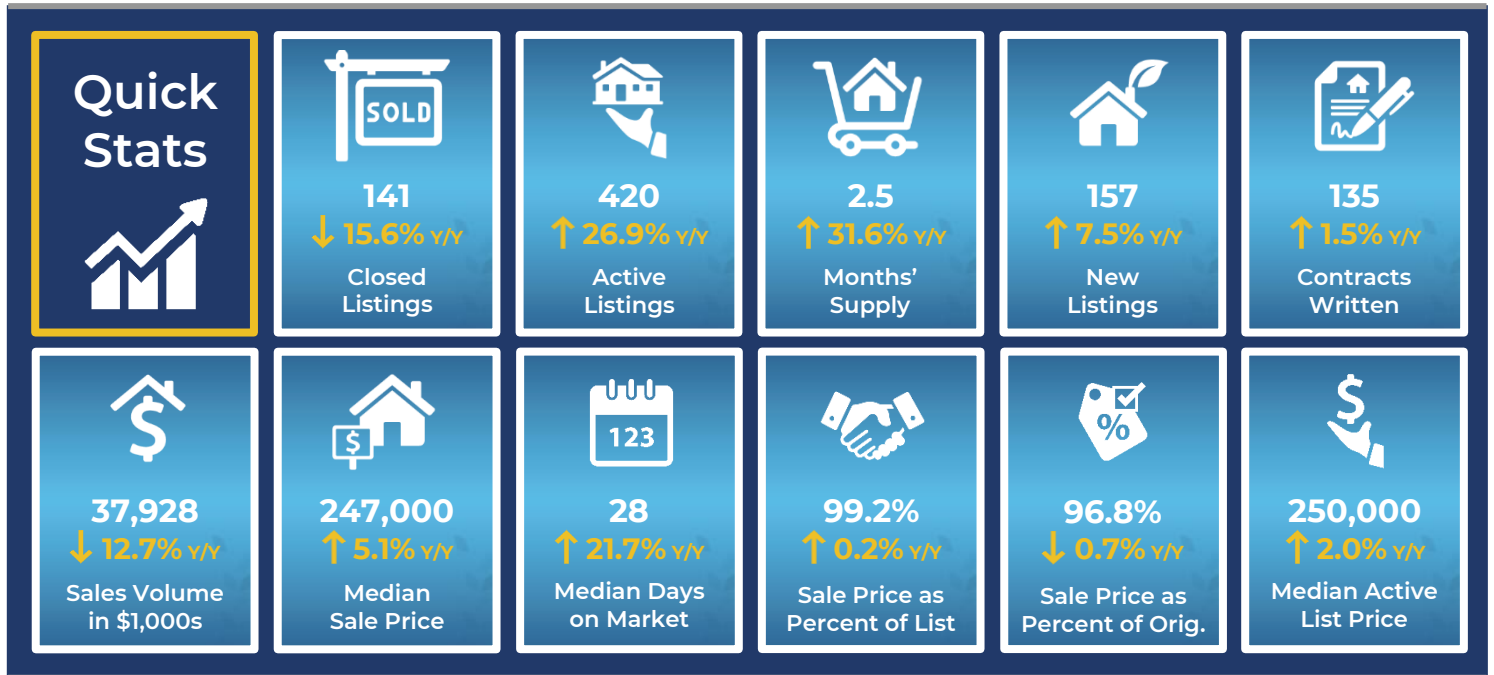 Quick
Stats
SOLD
141
↓ 15.6% Y/Y
Closed
Listings
420
↑ 26.9% Y/Y
Active
Listings
2.5
↑ 31.6% Y/Y
Months’
Supply
157
↑ 7.5% Y/Y
New
Listings
135
↑ 1.5% Y/Y
Contracts
Written
$
37,928
↓ 12.7% Y/Y
Sales Volume
in $1,000s
$
247,000
↑ 5.1% Y/Y
Median
Sale Price
123
28
↑ 21.7% Y/Y
Median Days
on Market
99.2%
↑ 0.2% Y/Y
Sale Price as
Percent of List
%
96.8%
↓ 0.7% Y/Y
Sale Price as
Percent of Orig.
$
250,000
↑ 2.0% Y/Y
Median Active
List Price